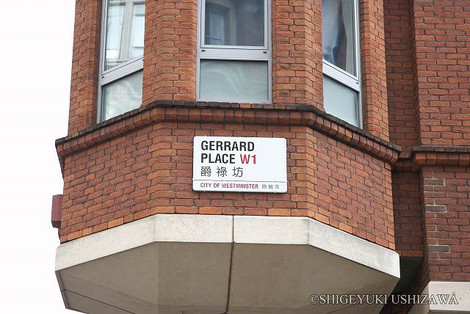 GERRARD
PLACE W1
爵祿坊
CITY OF WESTMINSTER
©SHIGEYUKI USHIZAWA